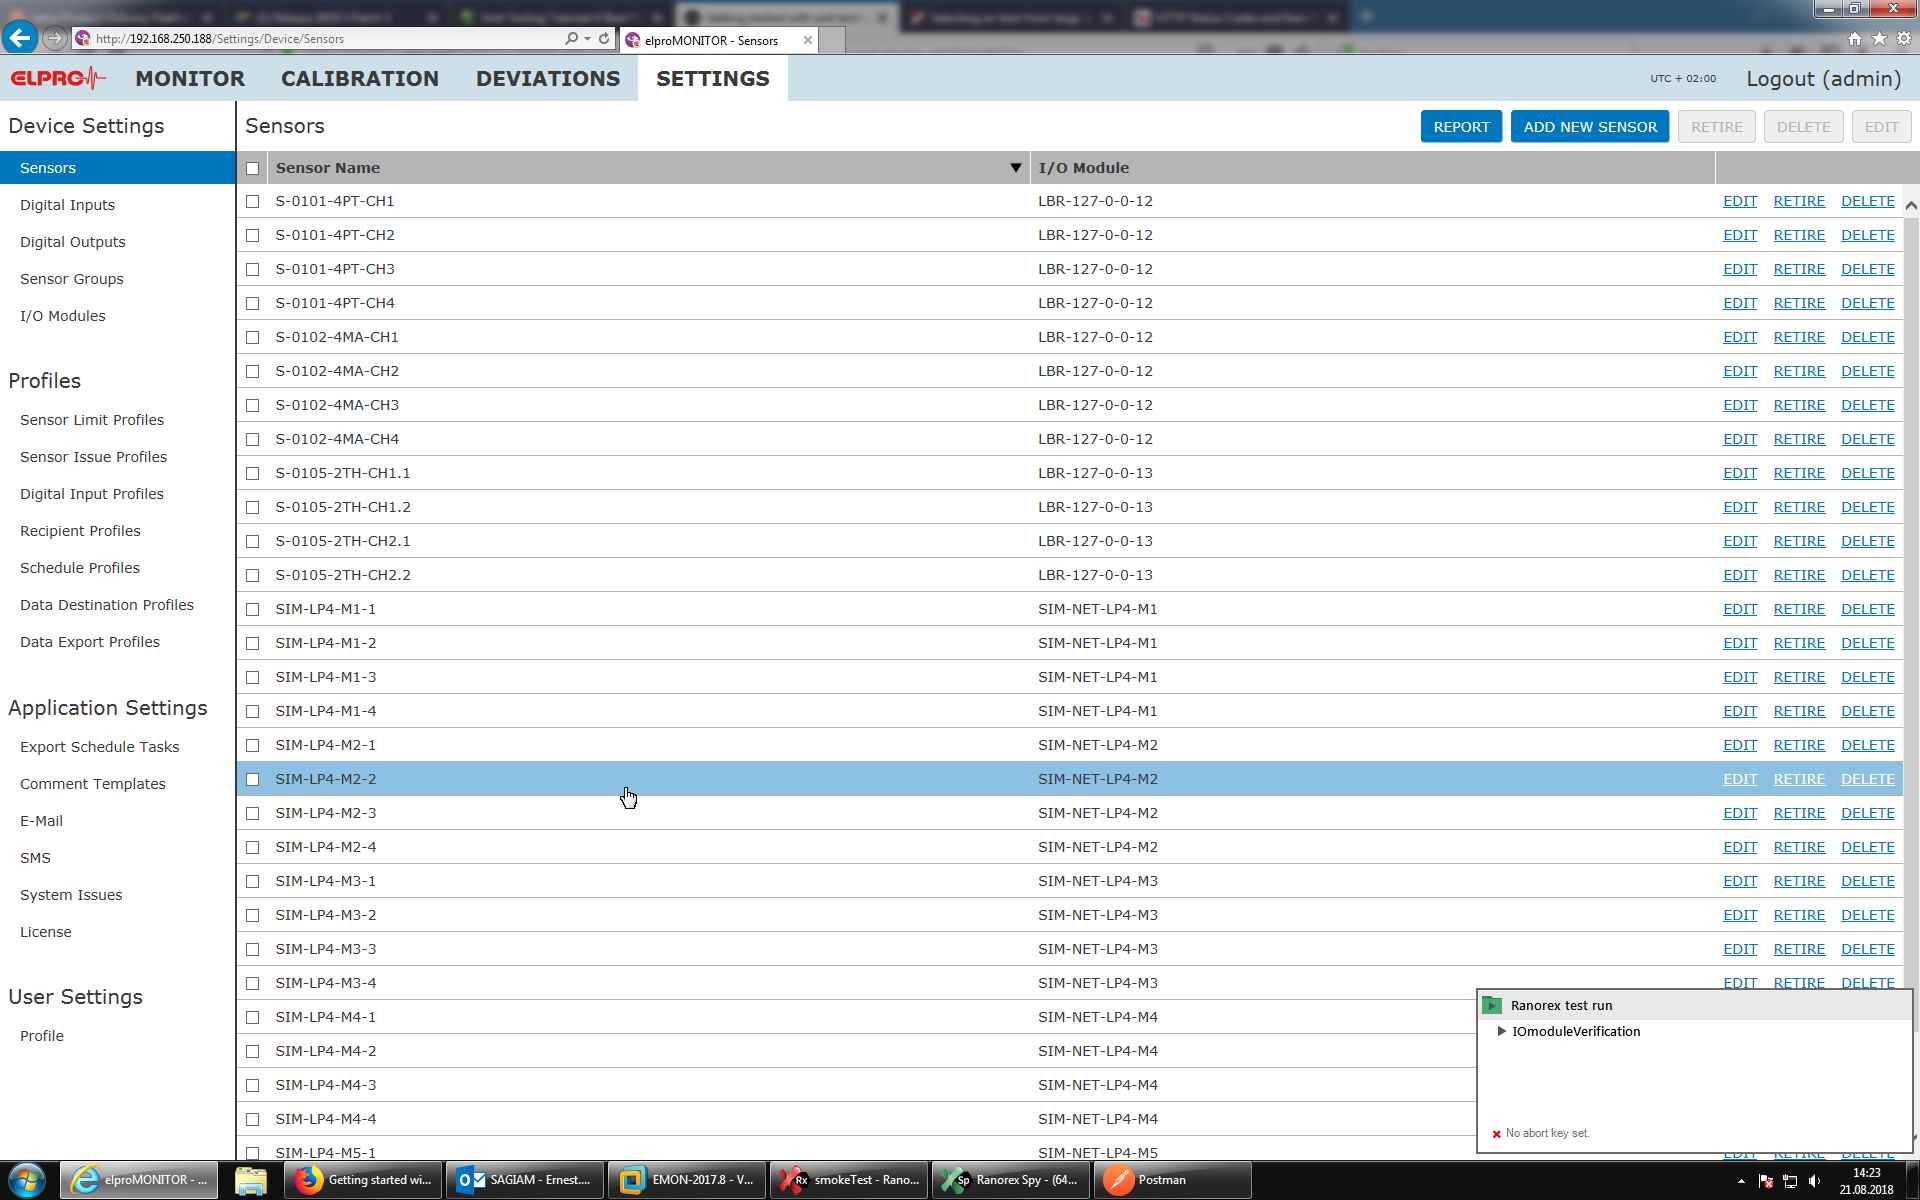 http://192.168.250.188/Settings/Device/Sensors
elproMONITOR - Sensors
ELPRO MONITOR CALIBRATION DEVIATIONS SETTINGS UTC + 02:00 Logout (admin)
Device Settings
Sensors
Digital Inputs
Digital Outputs
Sensor Groups
I/O Modules
Profiles
Sensor Limit Profiles
Sensor Issue Profiles
Digital Input Profiles
Recipient Profiles
Schedule Profiles
Data Destination Profiles
Data Export Profiles
Application Settings
Export Schedule Tasks
Comment Templates
E-Mail
SMS
System Issues
License
User Settings
Profile
Sensors REPORT ADD NEW SENSOR RETIRE DELETE EDIT
Sensor Name ▼ I/O Module
S-0101-4PT-CH1 LBR-127-0-0-12 EDIT RETIRE DELETE
S-0101-4PT-CH2 LBR-127-0-0-12 EDIT RETIRE DELETE
S-0101-4PT-CH3 LBR-127-0-0-12 EDIT RETIRE DELETE
S-0101-4PT-CH4 LBR-127-0-0-12 EDIT RETIRE DELETE
S-0102-4MA-CH1 LBR-127-0-0-12 EDIT RETIRE DELETE
S-0102-4MA-CH2 LBR-127-0-0-12 EDIT RETIRE DELETE
S-0102-4MA-CH3 LBR-127-0-0-12 EDIT RETIRE DELETE
S-0102-4MA-CH4 LBR-127-0-0-12 EDIT RETIRE DELETE
S-0105-2TH-CH1.1 LBR-127-0-0-13 EDIT RETIRE DELETE
S-0105-2TH-CH1.2 LBR-127-0-0-13 EDIT RETIRE DELETE
S-0105-2TH-CH2.1 LBR-127-0-0-13 EDIT RETIRE DELETE
S-0105-2TH-CH2.2 LBR-127-0-0-13 EDIT RETIRE DELETE
SIM-LP4-M1-1 SIM-NET-LP4-M1 EDIT RETIRE DELETE
SIM-LP4-M1-2 SIM-NET-LP4-M1 EDIT RETIRE DELETE
SIM-LP4-M1-3 SIM-NET-LP4-M1 EDIT RETIRE DELETE
SIM-LP4-M1-4 SIM-NET-LP4-M1 EDIT RETIRE DELETE
SIM-LP4-M2-1 SIM-NET-LP4-M2 EDIT RETIRE DELETE
SIM-LP4-M2-2 SIM-NET-LP4-M2 EDIT RETIRE DELETE
SIM-LP4-M2-3 SIM-NET-LP4-M2 EDIT RETIRE DELETE
SIM-LP4-M2-4 SIM-NET-LP4-M2 EDIT RETIRE DELETE
SIM-LP4-M3-1 SIM-NET-LP4-M3 EDIT RETIRE DELETE
SIM-LP4-M3-2 SIM-NET-LP4-M3 EDIT RETIRE DELETE
SIM-LP4-M3-3 SIM-NET-LP4-M3 EDIT RETIRE DELETE
SIM-LP4-M3-4 SIM-NET-LP4-M3 EDIT RETIRE DELETE
SIM-LP4-M4-1 SIM-NET-LP4-M4
SIM-LP4-M4-2 SIM-NET-LP4-M4
SIM-LP4-M4-3 SIM-NET-LP4-M4
SIM-LP4-M4-4 SIM-NET-LP4-M4
SIM-LP4-M5-1 SIM-NET-LP4-M5 EDIT RETIRE DELETE
Ranorex test run
IOmoduleVerification
No abort key set.
elproMONITOR - ... Getting started wi... SAGIAM - Ernest.... EMON-2017.8 - V... smokeTest - Rano... Ranorex Spy - (64... Postman
14:23
21.08.2018